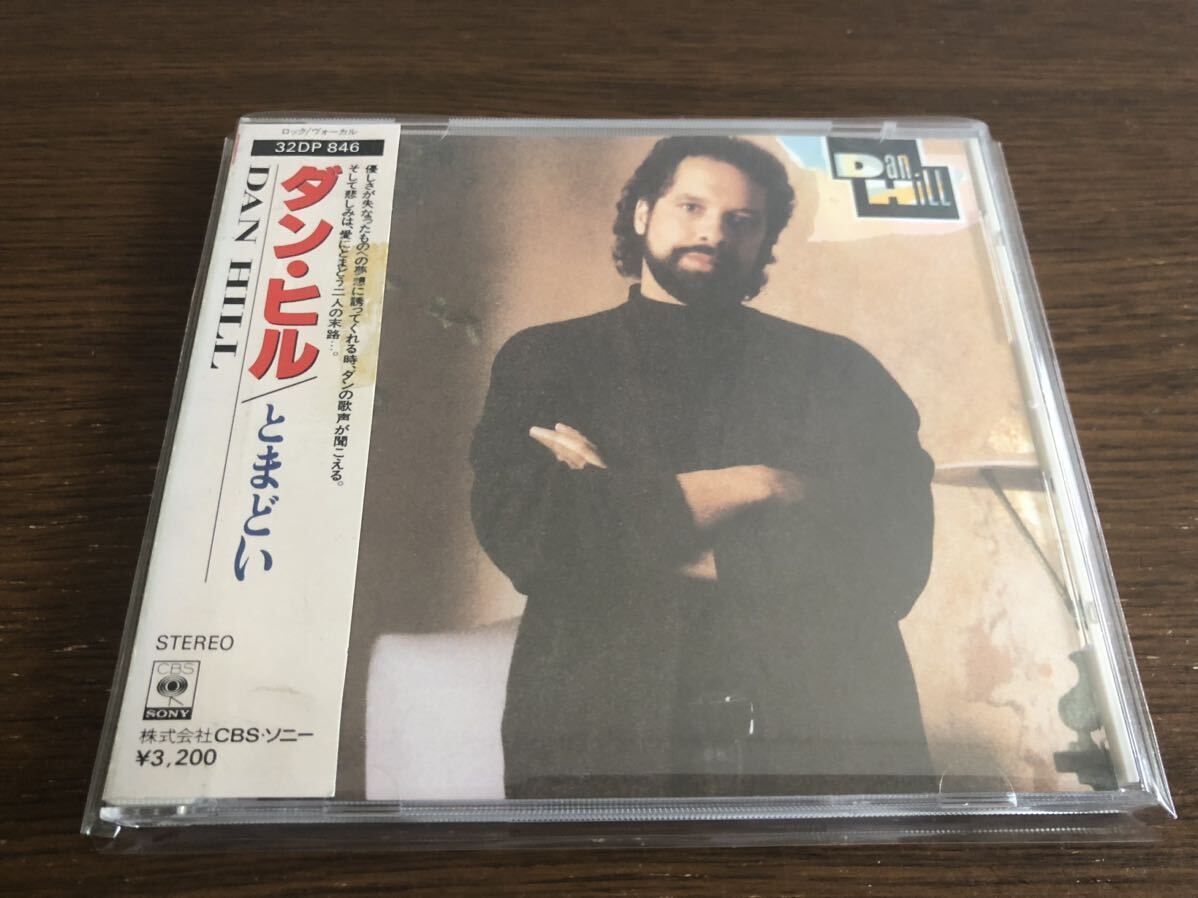 ロック/ヴォーカル
32DP 846
優しさが失なったものへの夢想に誘ってくれる時、ダンの歌声が聞こえる。
そして悲しみは、愛にとまどう二人の末路…。
ダン・ヒル/とまどい
DAN HILL
STEREO
CBS
SONY
株式会社CBS・ソニー
¥3,200
Dan
Hill